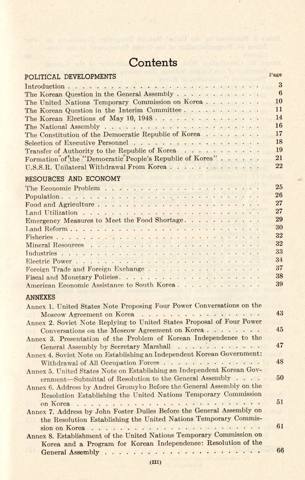 Contents
POLITICAL DEVELOPMENTS Page
Introduction 3
The Korean Question in the General Assembly 6
The United Nations Temporary Commission on Korea 10
The Korean Question in the Interim Committee 11
The Korean Elections of May 10, 1948 14
The National Assembly 16
The Constitution of the Democratic Republic of Korea 17
Selection of Executive Personnel 18
Transfer of Authority to the Republic of Korea 19
Formation of the "Democratic People's Republic of Korea" 21
U.S.S.R. Unilateral Withdrawal From Korea 22
RESOURCES AND ECONOMY
The Economic Problem 25
Population 26
Food and Agriculture 27
Land Utilization 27
Emergency Measures to Meet the Food Shortage 29
Land Reform 30
Fisheries 32
Mineral Resources 32
Industries 33
Electric Power 34
Foreign Trade and Foreign Exchange 37
Fiscal and Monetary Policies 38
American Economic Assistance to South Korea 39
ANNEXES
Annex 1. United States Note Proposing Four Power Conversations on the
Moscow Agreement on Korea 43
Annex 2. Soviet Note Replying to United States Proposal of Four Power
Conversations on the Moscow Agreement on Korea 45
Annex 3. Presentation of the Problem of Korean Independence to the
General Assembly by Secretary Marshall 47
Annex 4. Soviet Note on Establishing an Independent Korean Government:
Withdrawal of All Occupation Forces 48
Annex 5. United States Note on Establishing an Independent Korean Gov-
ernment—Submittal of Resolution to the General Assembly 50
Annex 6. Address by Andrei Gromyko Before the General Assembly on the
Resolution Establishing the United Nations Temporary Commission
on Korea 51
Annex 7. Address by John Foster Dulles Before the General Assembly on
the Resolution Establishing the United Nations Temporary Commis-
sion on Korea 61
Annex 8. Establishment of the United Nations Temporary Commission on
Korea and a Program for Korean Independence: Resolution of the
General Assembly 66
(III)